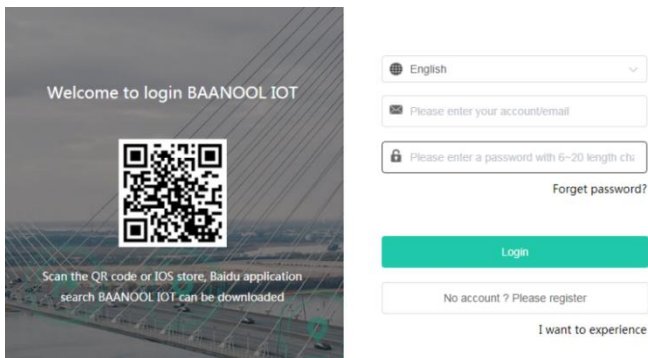 Welcome to login BAANOOL IOT
Scan the QR code or IOS store, Baidu application
search BAANOOL IOT can be downloaded
English
Please enter your account/email
Please enter a password with 6~20 length cha
Forget password?
Login
No account ? Please register
I want to experience